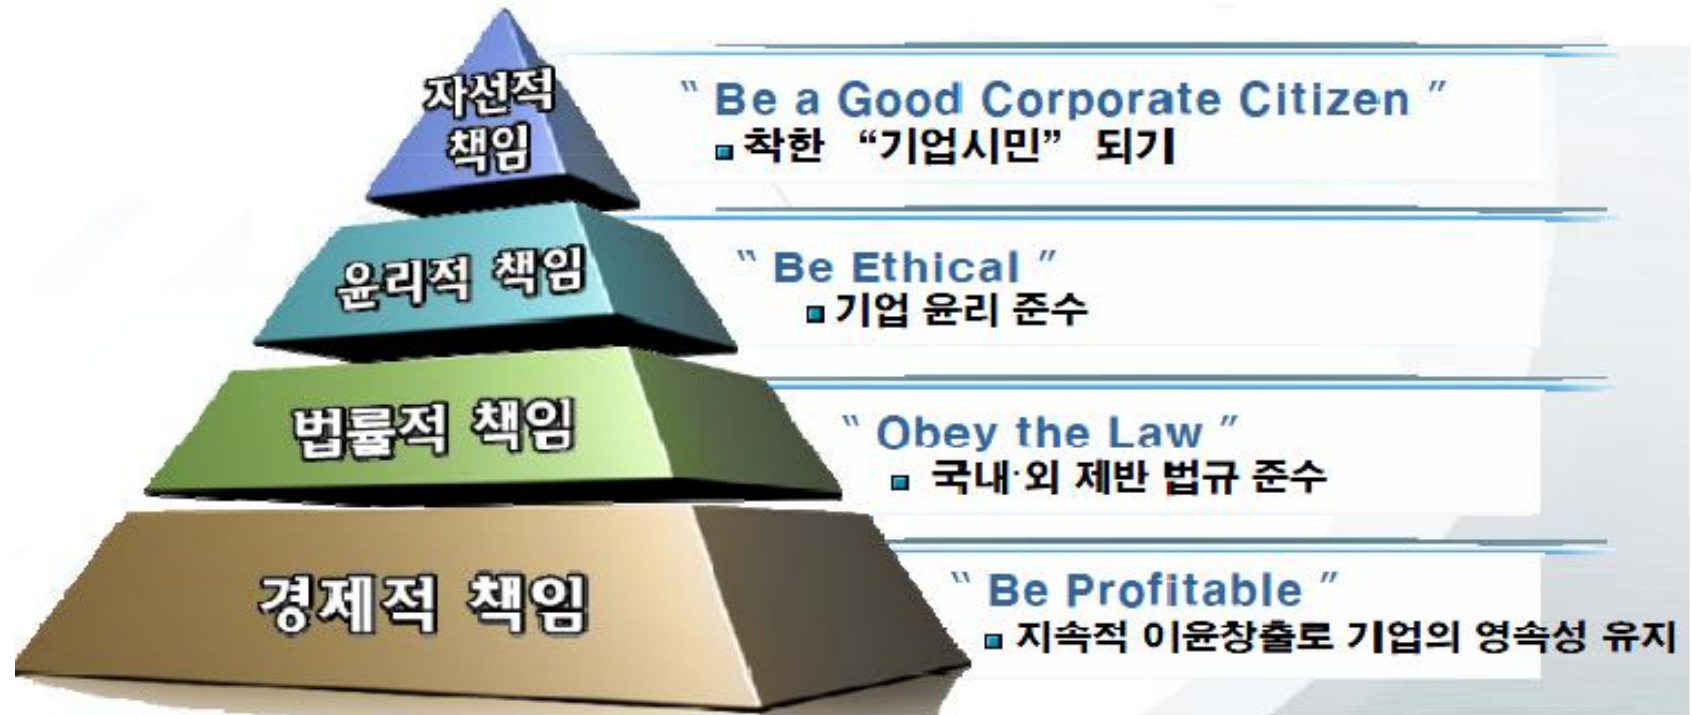 자선적
책임
" Be a Good Corporate Citizen "
착한 “기업시민” 되기
윤리적 책임
" Be Ethical "
기업 윤리 준수
법률적 책임
" Obey the Law "
국내·외 제반 법규 준수
경제적 책임
" Be Profitable "
지속적 이윤창출로 기업의 영속성 유지